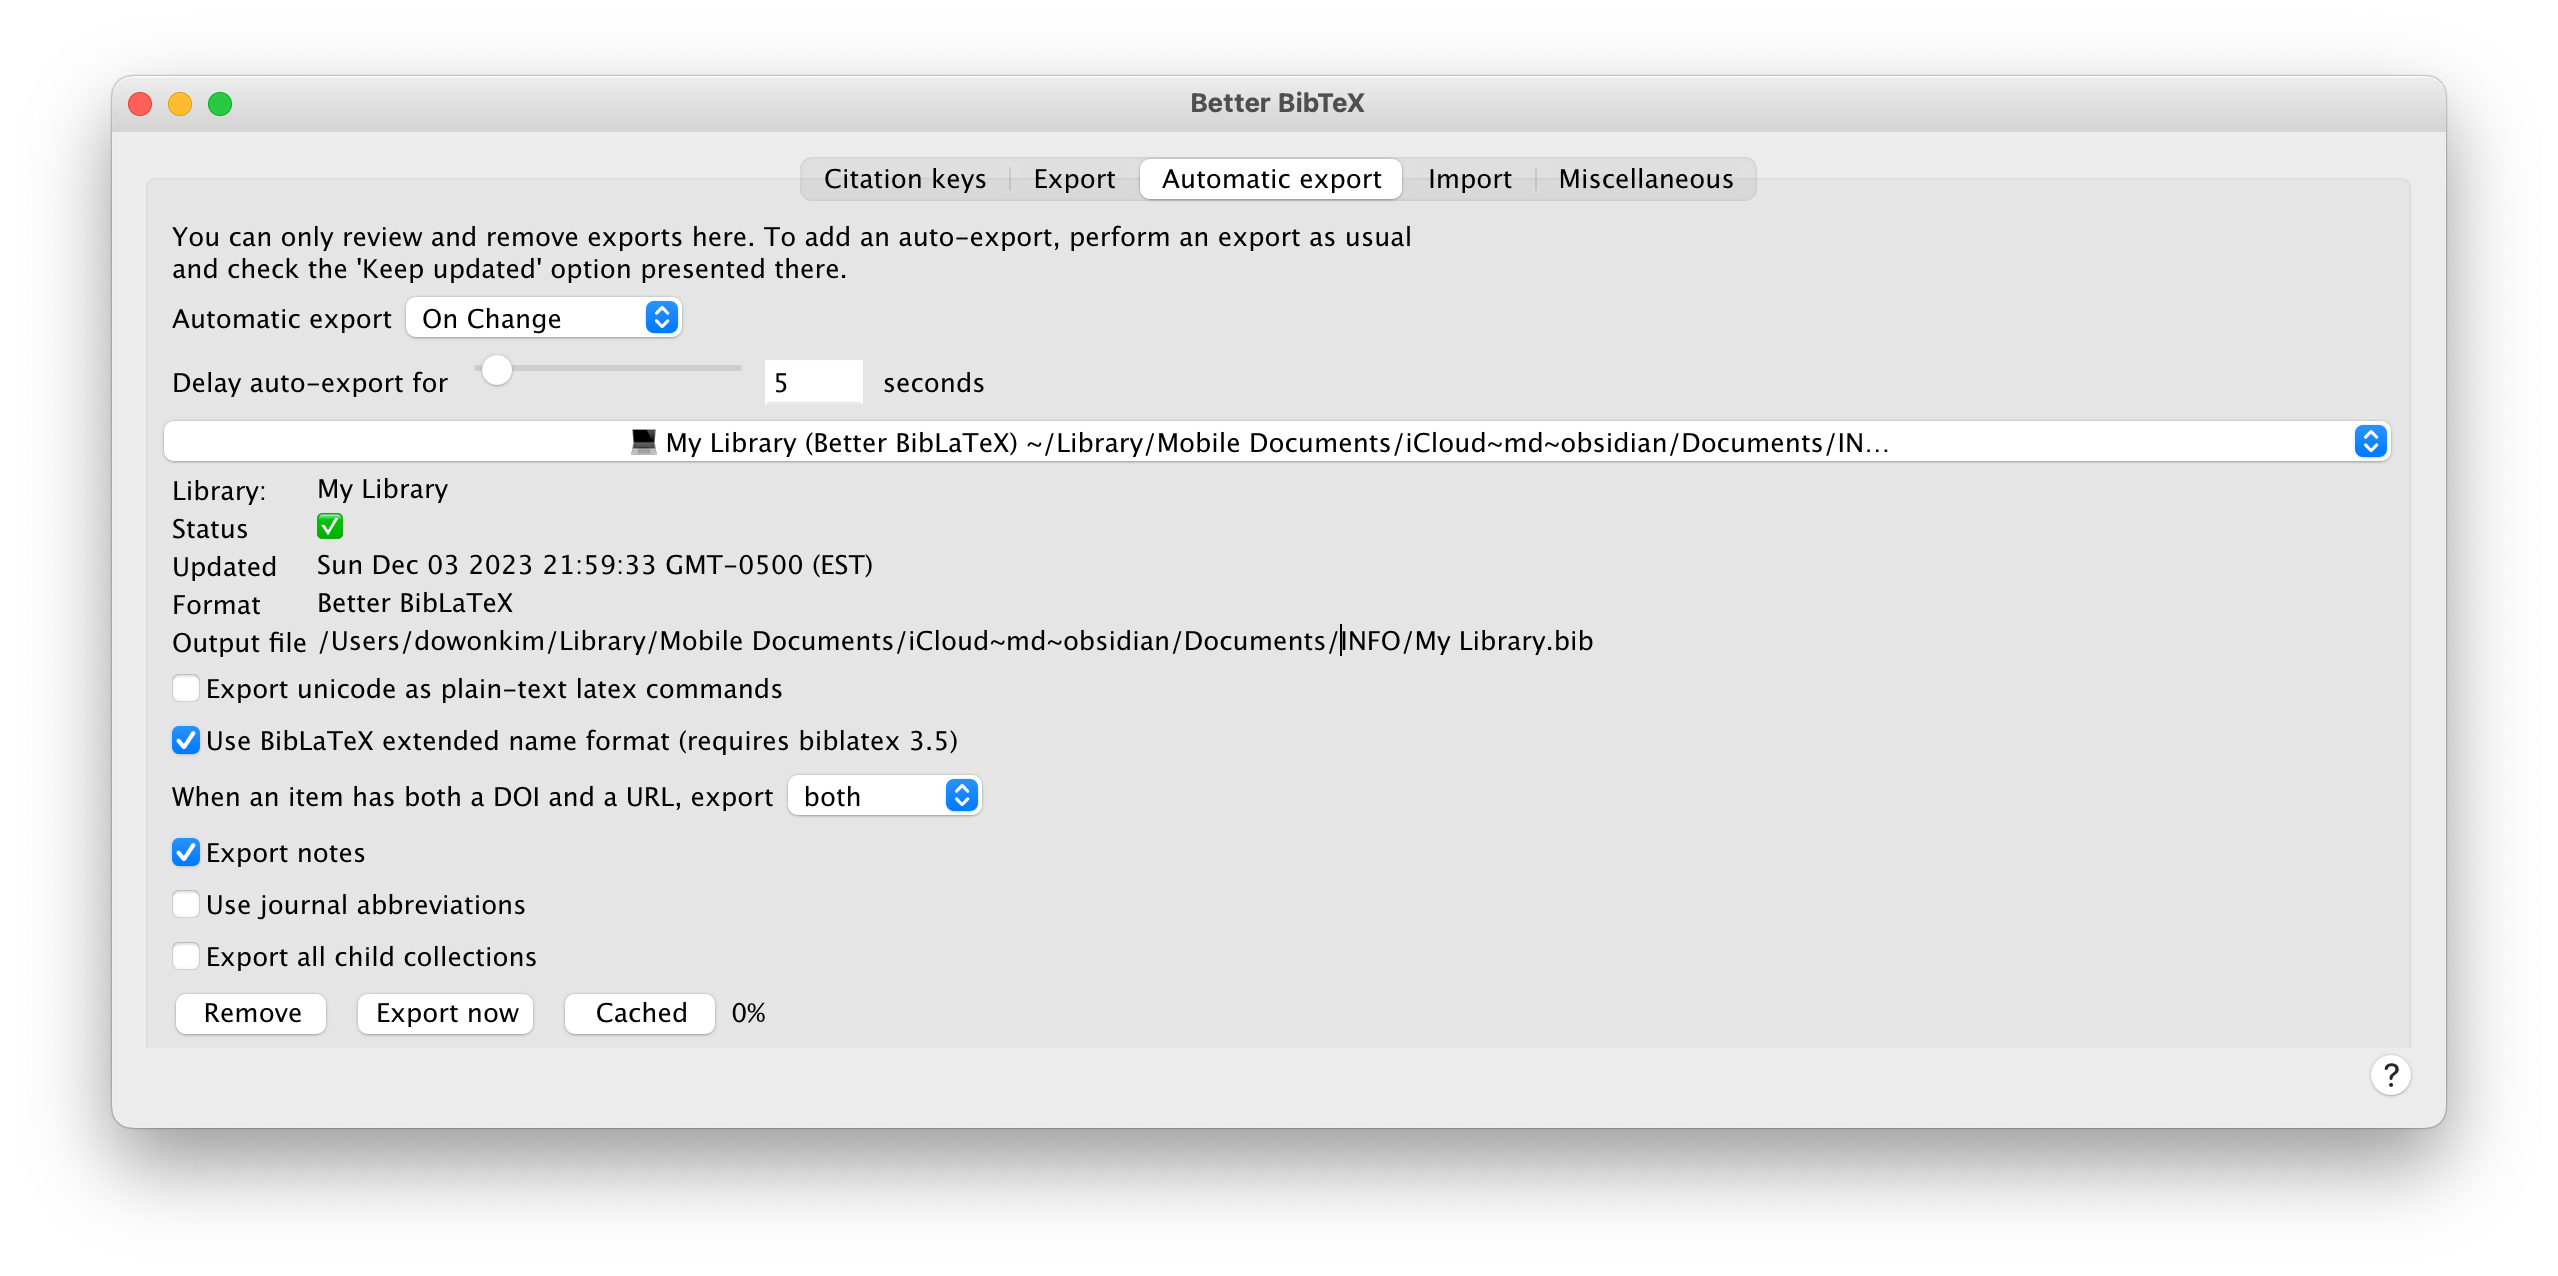 Better BibTeX
Citation keys
Export
Automatic export
Import
Miscellaneous
You can only review and remove exports here. To add an auto-export, perform an export as usual
and check the 'Keep updated' option presented there.
Automatic export On Change
Delay auto-export for 5 seconds
My Library (Better BibLaTeX) ~/Library/Mobile Documents/iCloud~md~obsidian/Documents/IN...
Library: My Library
Status
Updated Sun Dec 03 2023 21:59:33 GMT-0500 (EST)
Format Better BibLaTeX
Output file /Users/dowonkim/Library/Mobile Documents/iCloud~md~obsidian/Documents/INFO/My Library.bib
Export unicode as plain-text latex commands
Use BibLaTeX extended name format (requires biblatex 3.5)
When an item has both a DOI and a URL, export both
Export notes
Use journal abbreviations
Export all child collections
Remove Export now Cached 0%
?